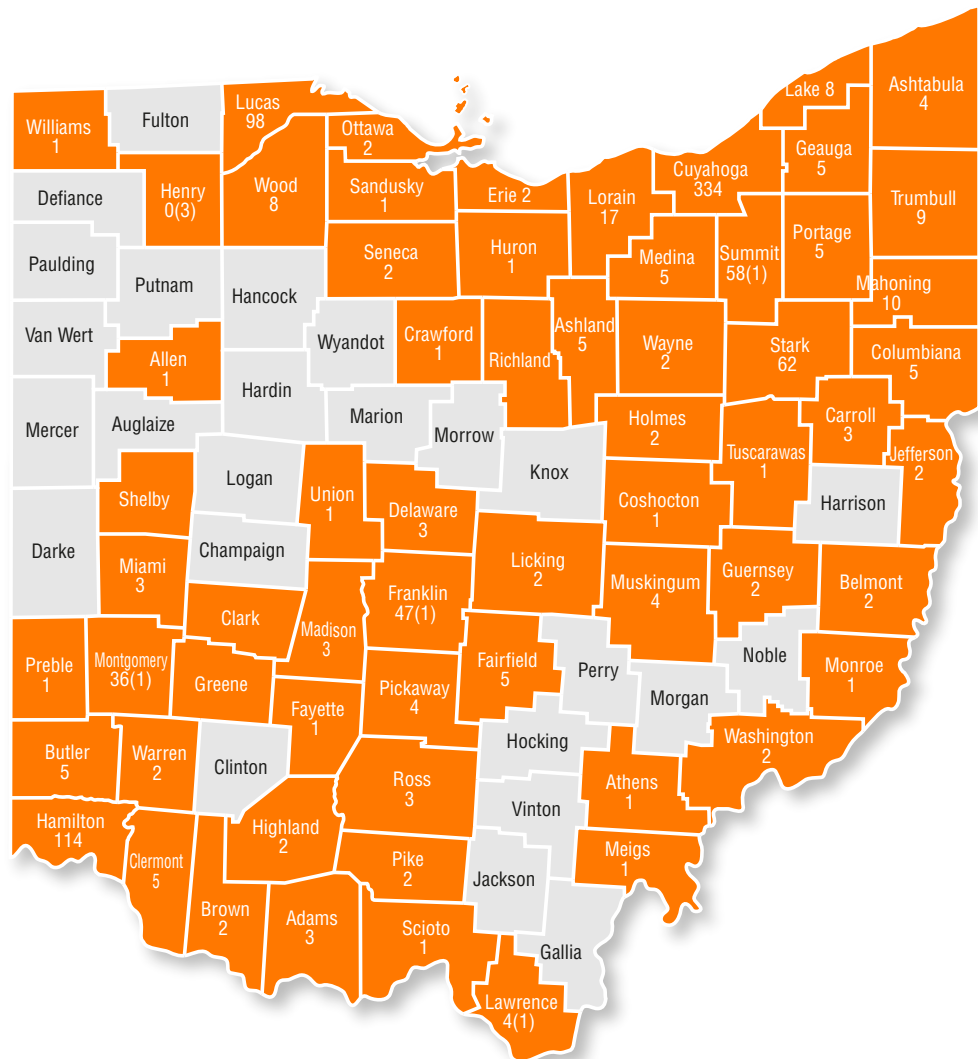 Lake 8
Ashtabula
4
Lucas
98
Williams
1
Fulton
Ottawa
2
Geauga
5
Cuyahoga
334
Henry
0(3)
Wood
8
Sandusky
1
Erie 2
Lorain
17
Trumbull
9
Defiance
Portage
5
Summit
58(1)
Medina
5
Huron
1
Seneca
2
Paulding
Putnam
Hancock
Mahoning
10
Van Wert
Wyandot
Crawford
1
Richland
Ashland
5
Wayne
2
Stark
62
Columbiana
5
Allen
1
Hardin
Mercer
Auglaize
Marion
Morrow
Holmes
2
Carroll
3
Tuscarawas
1
Jefferson
2
Knox
Logan
Union
1
Delaware
3
Coshocton
1
Harrison
Shelby
Darke
Champaign
Miami
3
Licking
2
Franklin
47(1)
Muskingum
4
Guernsey
2
Belmont
2
Clark
Madison
3
Preble
1
Montgomery
36(1)
Greene
Fairfield
5
Perry
Noble
Monroe
1
Pickaway
4
Morgan
Fayette
1
Butler
5
Warren
2
Clinton
Hocking
Washington
2
Ross
3
Athens
1
Vinton
Hamilton
114
Highland
2
Clermont
5
Pike
2
Meigs
1
Jackson
Brown
2
Adams
3
Scioto
1
Gallia
Lawrence
4(1)